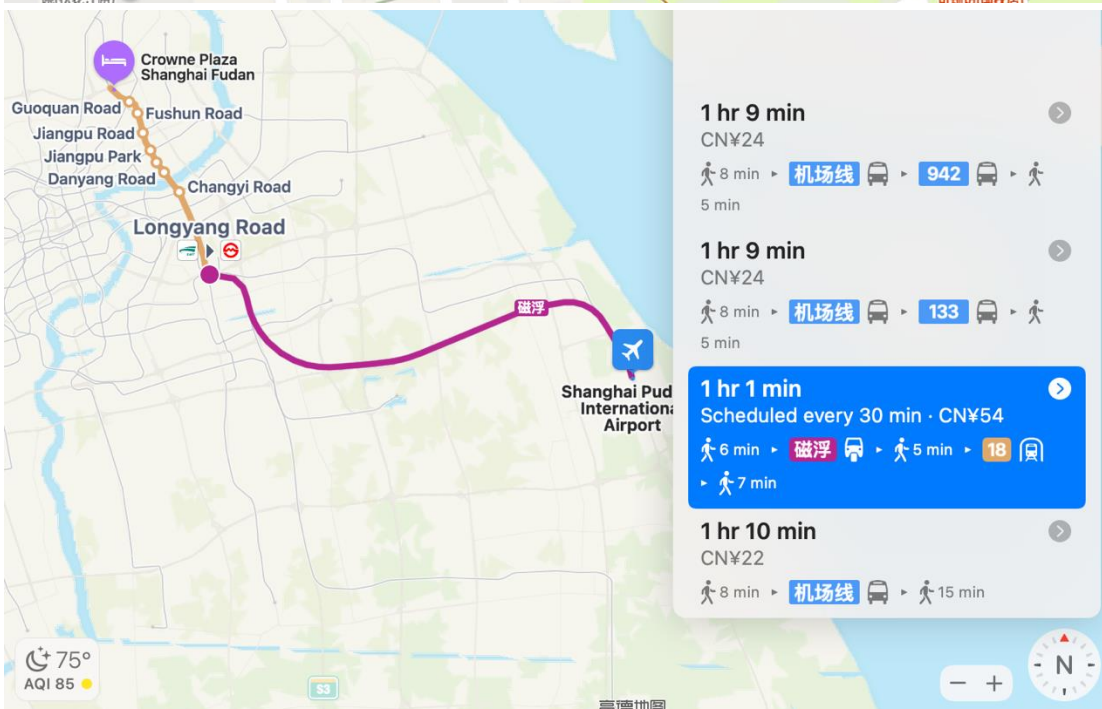 Crowne Plaza
Shanghai Fudan
Guoquan Road
Fushun Road
Jiangpu Road
Jiangpu Park
Danyang Road
Changyi Road
Longyang Road
磁浮
Shanghai Pud
Internationa
Airport
S3
75°
AQI 85
1 hr 9 min
CN¥24
8 min ▸ 机场线 ▸ 942 ▸
5 min
1 hr 9 min
CN¥24
8 min ▸ 机场线 ▸ 133 ▸
5 min
1 hr 1 min
Scheduled every 30 min · CN¥54
6 min ▸ 磁浮 ▸ 5 min ▸ 18
▸ 7 min
1 hr 10 min
CN¥22
8 min ▸ 机场线 ▸ 15 min
N
− +